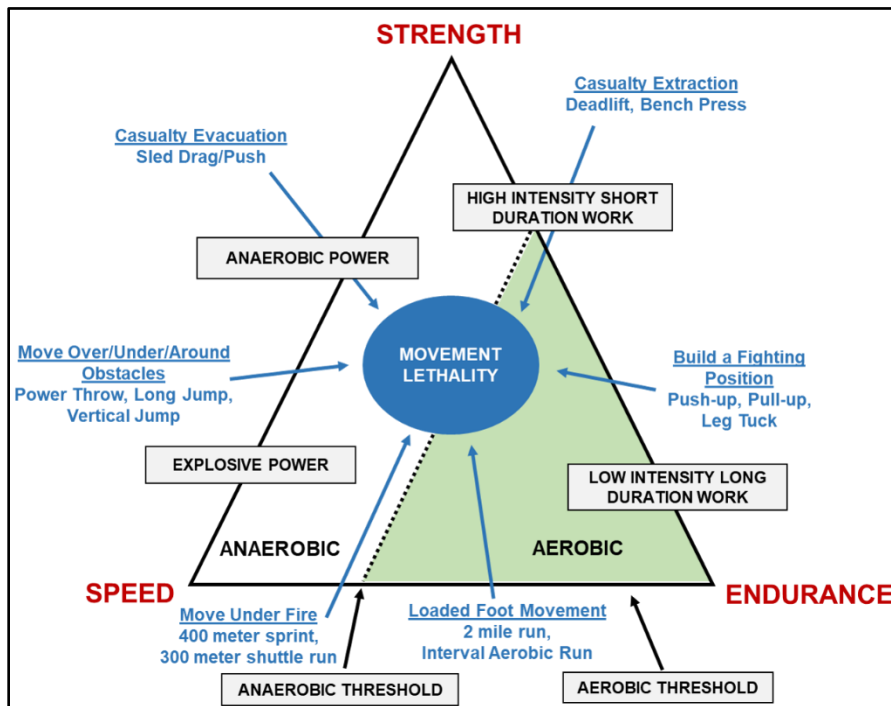 STRENGTH
Casualty Extraction
Deadlift, Bench Press
Casualty Evacuation
Sled Drag/Push
HIGH INTENSITY SHORT
DURATION WORK
ANAEROBIC POWER
MOVEMENT
LETHALITY
Move Over/Under/Around
Obstacles
Power Throw, Long Jump,
Vertical Jump
Build a Fighting
Position
Push-up, Pull-up,
Leg Tuck
EXPLOSIVE POWER
LOW INTENSITY LONG
DURATION WORK
ANAEROBIC
AEROBIC
SPEED
ENDURANCE
Move Under Fire
400 meter sprint,
300 meter shuttle run
Loaded Foot Movement
2 mile run,
Interval Aerobic Run
ANAEROBIC THRESHOLD
AEROBIC THRESHOLD